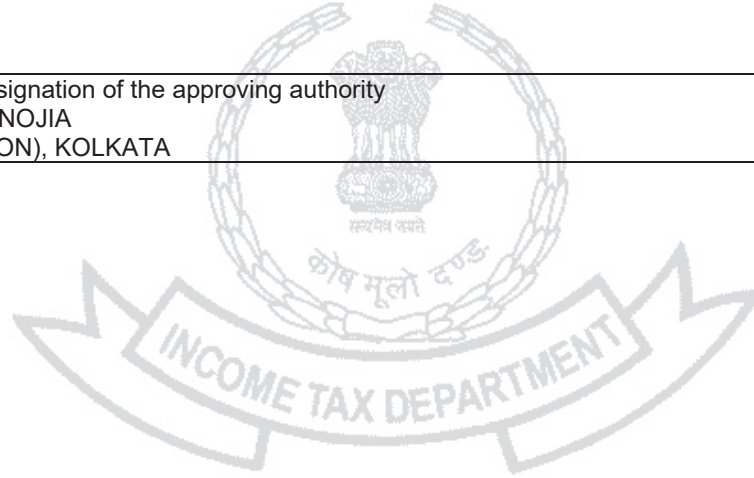 signation of the approving authority
NOJIA
ON), KOLKATA
सत्यमेव जयते
कोष मूलो दण्ड:
INCOME TAX DEPARTMENT